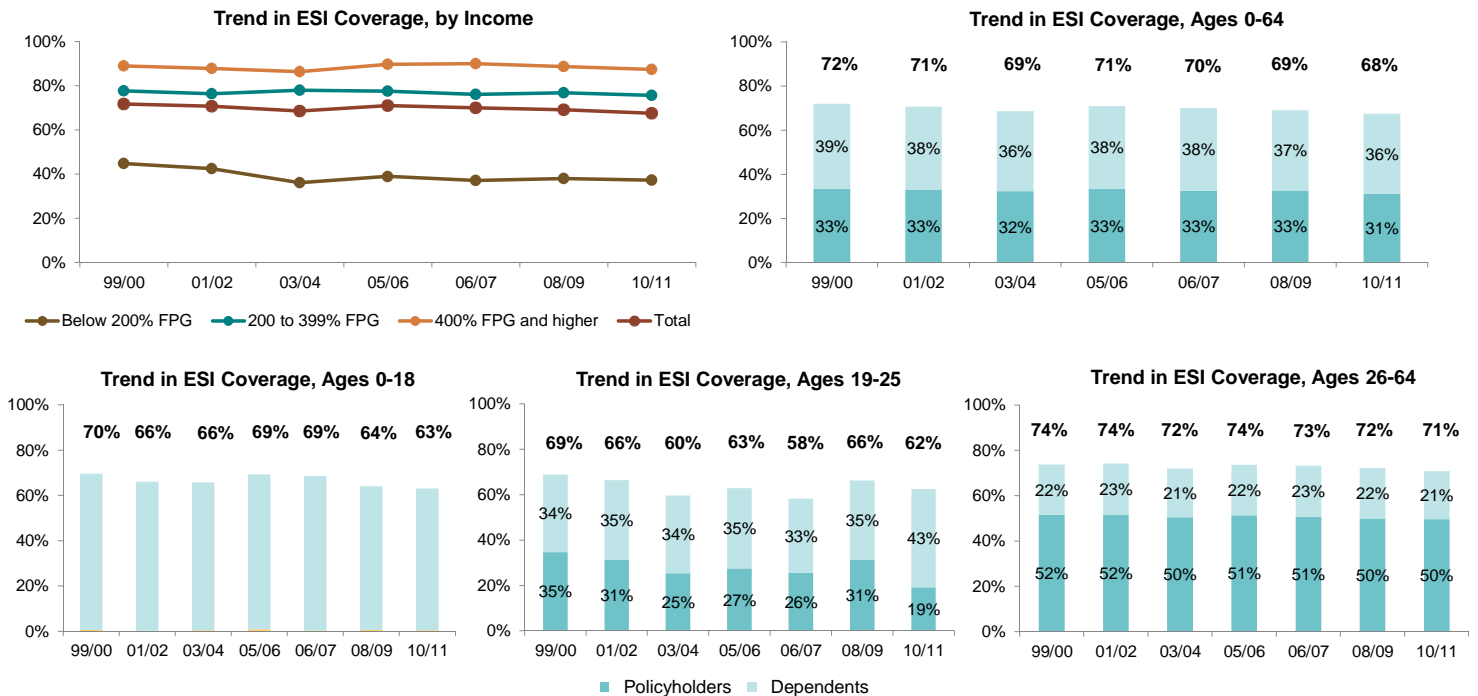 Trend in ESI Coverage, by Income
100%
80%
60%
40%
20%
0%
99/00 01/02 03/04 05/06 06/07 08/09 10/11
Below 200% FPG 200 to 399% FPG 400% FPG and higher Total
Trend in ESI Coverage, Ages 0-64
100%
72% 71% 69% 71% 70% 69% 68%
80%
60%
39% 38% 36% 38% 38% 37% 36%
40%
20%
33% 33% 32% 33% 33% 33% 31%
0%
99/00 01/02 03/04 05/06 06/07 08/09 10/11
Trend in ESI Coverage, Ages 0-18
100%
70% 66% 66% 69% 69% 64% 63%
80%
60%
40%
20%
0%
99/00 01/02 03/04 05/06 06/07 08/09 10/11
Trend in ESI Coverage, Ages 19-25
100%
69% 66% 60% 63% 58% 66% 62%
80%
60%
34% 35% 34% 35% 33% 35% 43%
40%
20%
35% 31% 25% 27% 26% 31% 19%
0%
99/00 01/02 03/04 05/06 06/07 08/09 10/11
Trend in ESI Coverage, Ages 26-64
100%
74% 74% 72% 74% 73% 72% 71%
80%
22% 23% 21% 22% 23% 22% 21%
60%
40%
52% 52% 50% 51% 51% 50% 50%
20%
0%
99/00 01/02 03/04 05/06 06/07 08/09 10/11
Policyholders Dependents